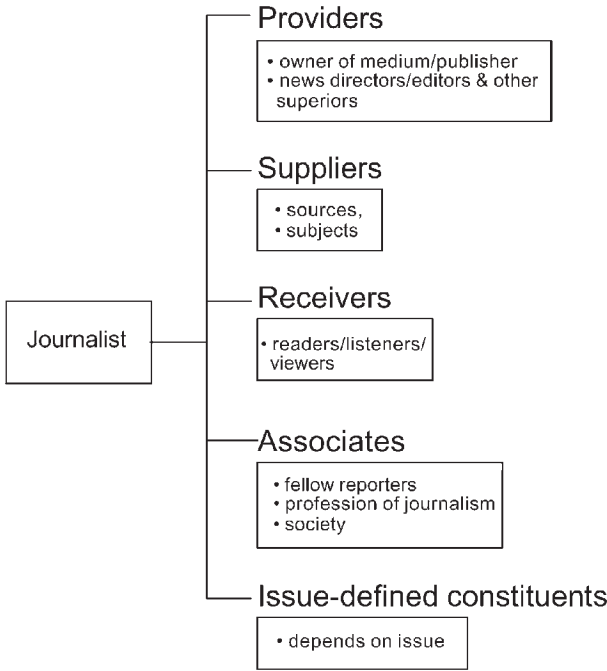 Providers
• owner of medium/publisher
• news directors/editors & other
superiors
Suppliers
• sources,
• subjects
Journalist
Receivers
• readers/listeners/
viewers
Associates
• fellow reporters
• profession of journalism
• society
Issue-defined constituents
• depends on issue